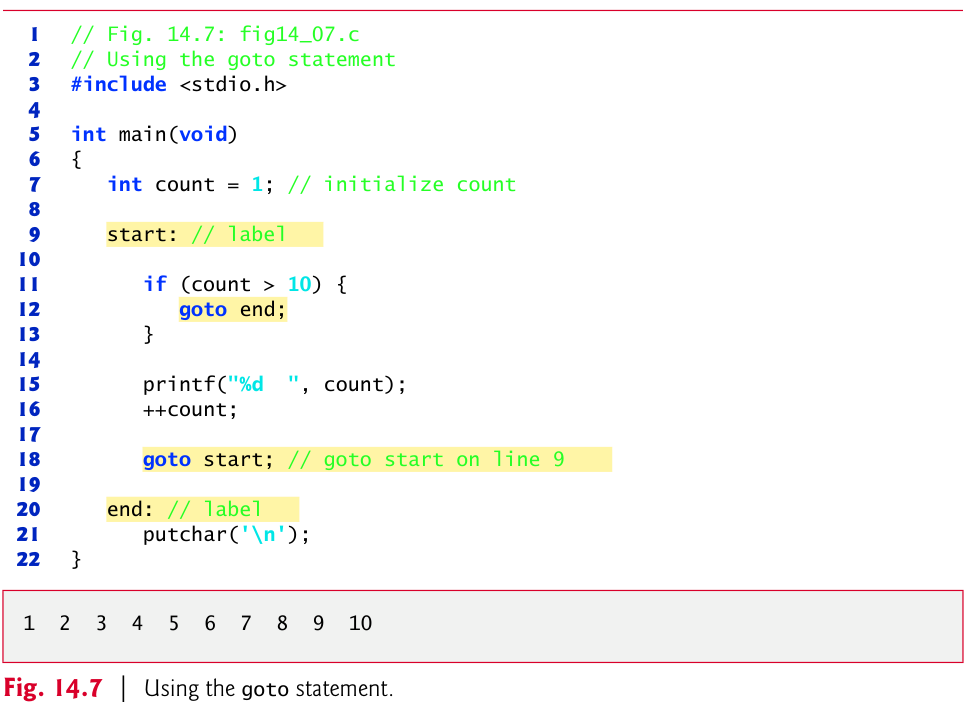 1 // Fig. 14.7: fig14_07.c
2 // Using the goto statement
3 #include <stdio.h>
4
5 int main(void)
6 {
7    int count = 1; // initialize count
8
9    start: // label
10
11       if (count > 10) {
12          goto end;
13       }
14
15       printf("%d  ", count);
16       ++count;
17
18       goto start; // goto start on line 9
19
20    end: // label
21       putchar('\n');
22 }
1  2  3  4  5  6  7  8  9  10
Fig. 14.7 | Using the goto statement.